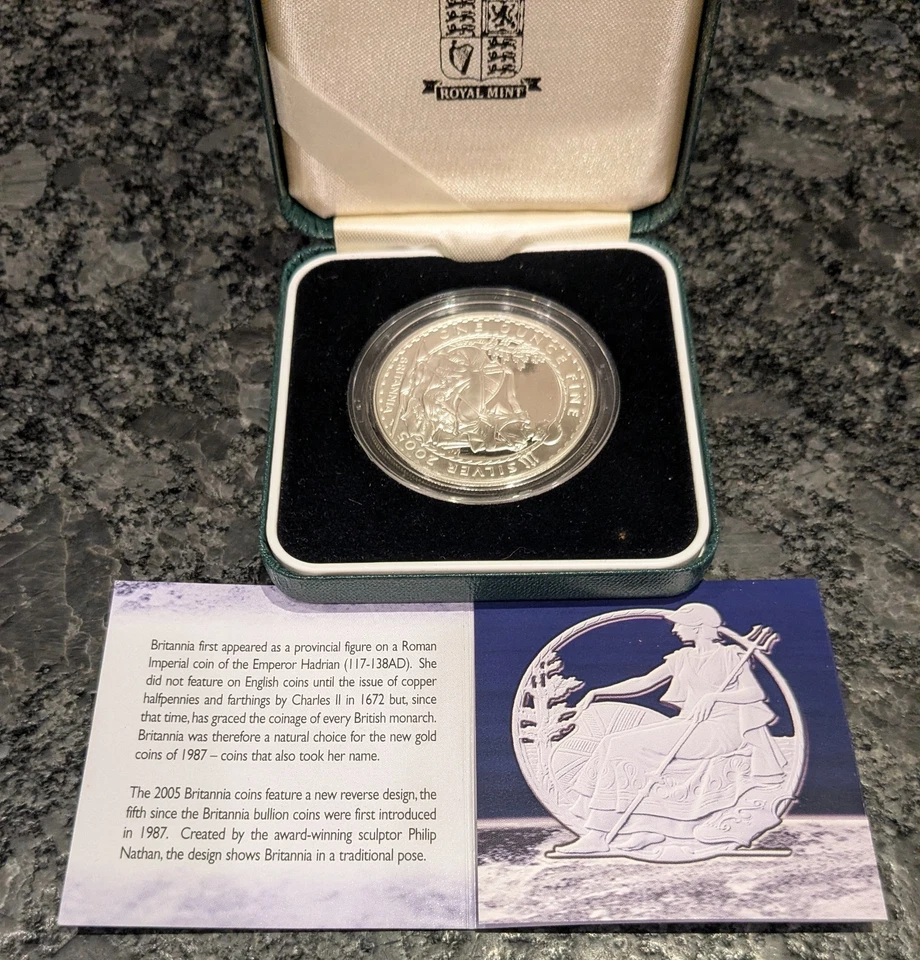 ROYAL MINT
ONE OUNCE FINE
SILVER 2005
BRITANNIA
Britannia first appeared as a provincial figure on a Roman
Imperial coin of the Emperor Hadrian (117-138AD). She
did not feature on English coins until the issue of copper
halfpennies and farthings by Charles II in 1672 but, since
that time, has graced the coinage of every British monarch.
Britannia was therefore a natural choice for the new gold
coins of 1987 – coins that also took her name.
The 2005 Britannia coins feature a new reverse design, the
fifth since the Britannia bullion coins were first introduced
in 1987. Created by the award-winning sculptor Philip
Nathan, the design shows Britannia in a traditional pose.